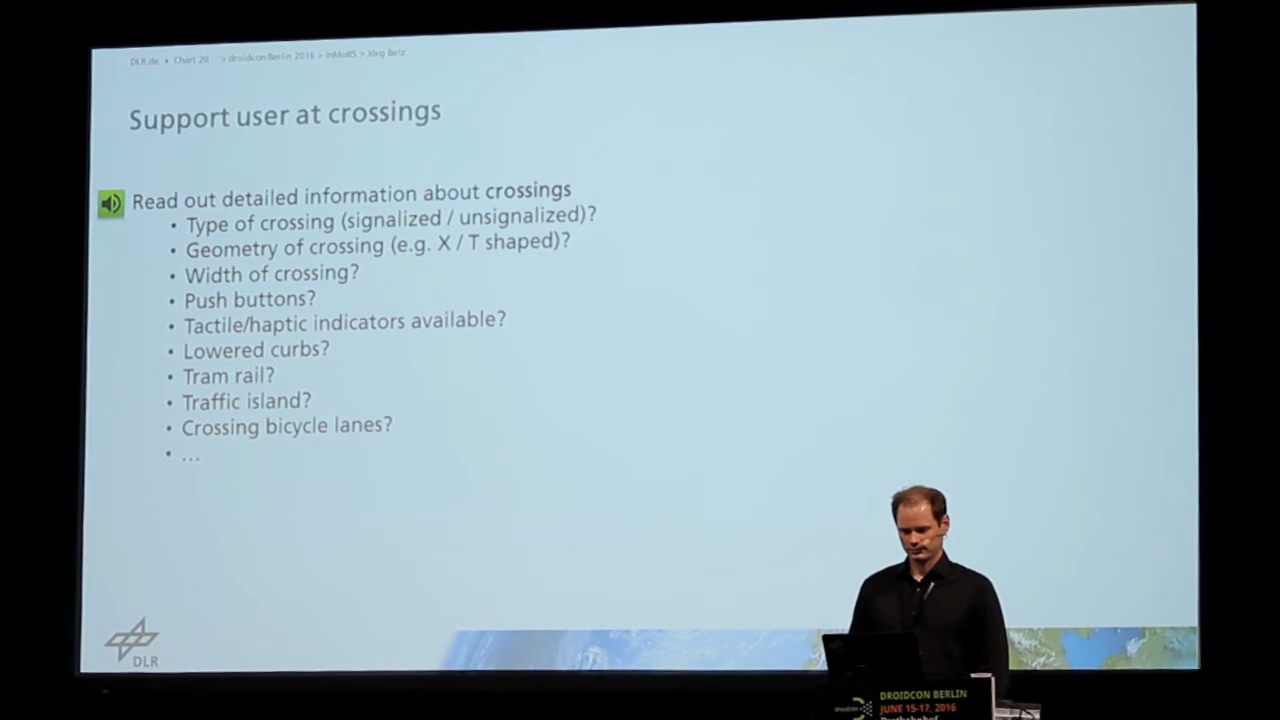 DLR.de • Chart 20 > droidcon Berlin 2016 > InMoBS > Jörg Belz
Support user at crossings
Read out detailed information about crossings
• Type of crossing (signalized / unsignalized)?
• Geometry of crossing (e.g. X / T shaped)?
• Width of crossing?
• Push buttons?
• Tactile/haptic indicators available?
• Lowered curbs?
• Tram rail?
• Traffic island?
• Crossing bicycle lanes?
• ...
DLR
droidcon
DROIDCON BERLIN
JUNE 15-17, 2016
Postbahnhof